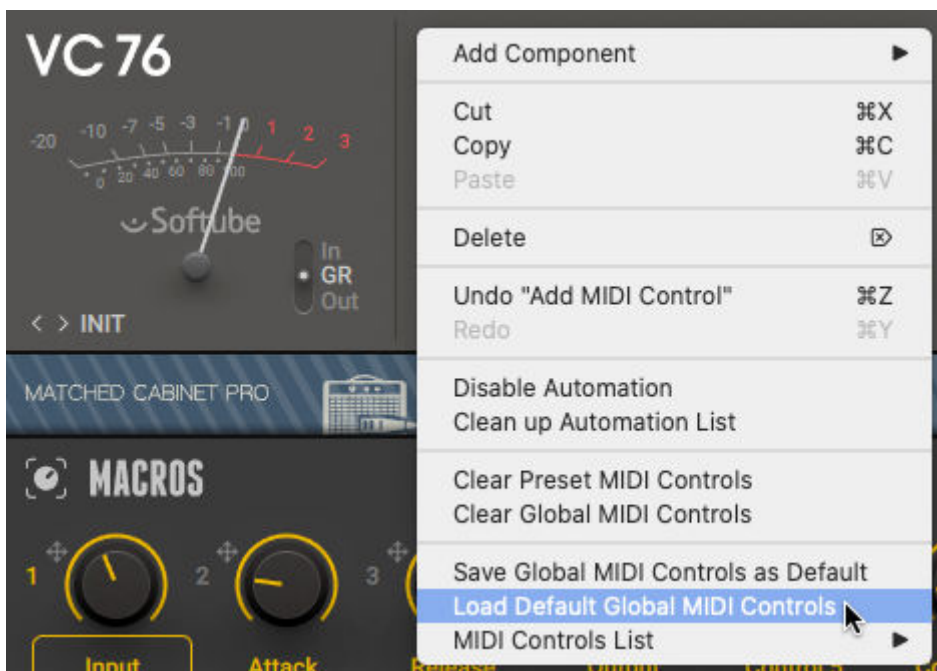 VC 76
-20 -10 -7 -5 -3 -1 0 1 2 3
0 20 40 60 80 100
Softube
In
GR
Out
< > INIT
MATCHED CABINET PRO
MACROS
1 2 3
Input Attack Release Output
Add Component ▶
Cut ⌘X
Copy ⌘C
Paste ⌘V
Delete ⌦
Undo "Add MIDI Control" ⌘Z
Redo ⌘Y
Disable Automation
Clean up Automation List
Clear Preset MIDI Controls
Clear Global MIDI Controls
Save Global MIDI Controls as Default
Load Default Global MIDI Controls
MIDI Controls List ▶